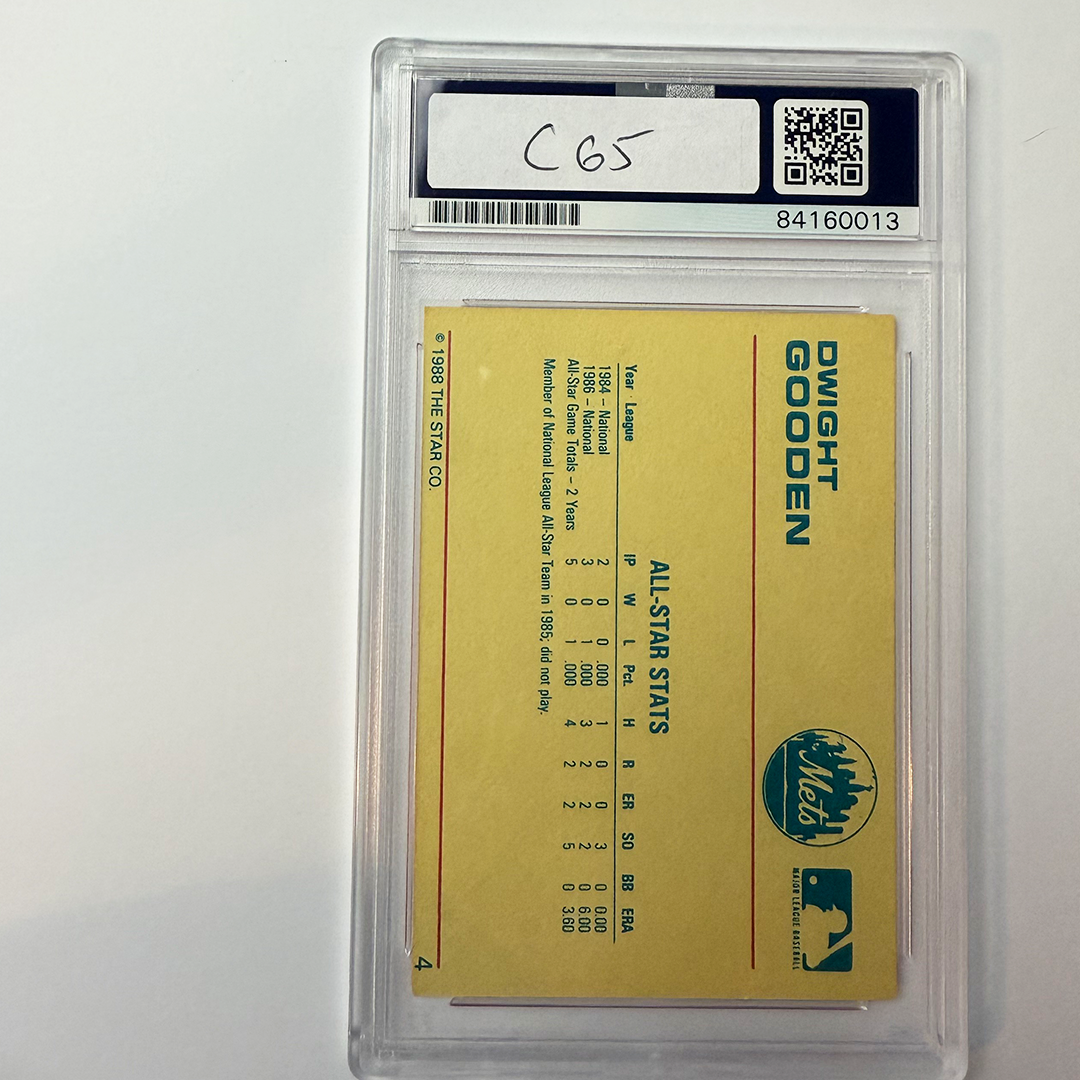 C65
84160013
DWIGHT
GOODEN
Mets
MAJOR LEAGUE BASEBALL
ALL-STAR STATS
Year · League IP W L Pct. H R ER SO BB ERA
1984 – National 2 0 0 .000 1 0 0 3 0 0.00
1986 – National 3 0 1 .000 3 2 2 2 0 6.00
All-Star Game Totals – 2 Years 5 0 1 .000 4 2 2 5 0 3.60
Member of National League All-Star Team in 1985; did not play.
© 1988 THE STAR CO. 4